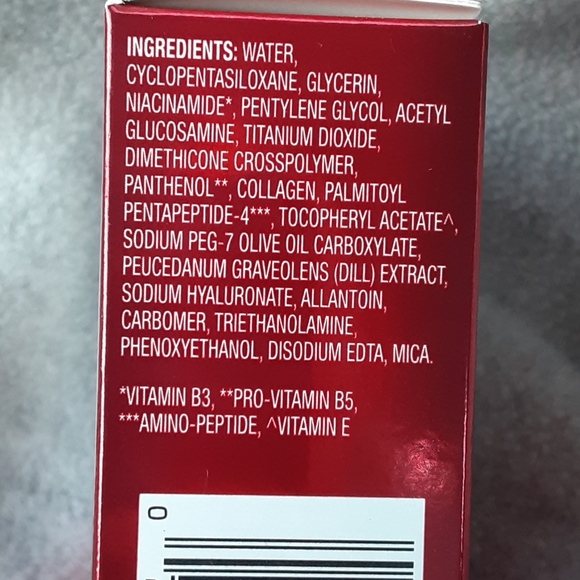 INGREDIENTS: WATER,
CYCLOPENTASILOXANE, GLYCERIN,
NIACINAMIDE*, PENTYLENE GLYCOL, ACETYL
GLUCOSAMINE, TITANIUM DIOXIDE,
DIMETHICONE CROSSPOLYMER,
PANTHENOL**, COLLAGEN, PALMITOYL
PENTAPEPTIDE-4***, TOCOPHERYL ACETATE^,
SODIUM PEG-7 OLIVE OIL CARBOXYLATE,
PEUCEDANUM GRAVEOLENS (DILL) EXTRACT,
SODIUM HYALURONATE, ALLANTOIN,
CARBOMER, TRIETHANOLAMINE,
PHENOXYETHANOL, DISODIUM EDTA, MICA.
*VITAMIN B3, **PRO-VITAMIN B5,
***AMINO-PEPTIDE, ^VITAMIN E
0